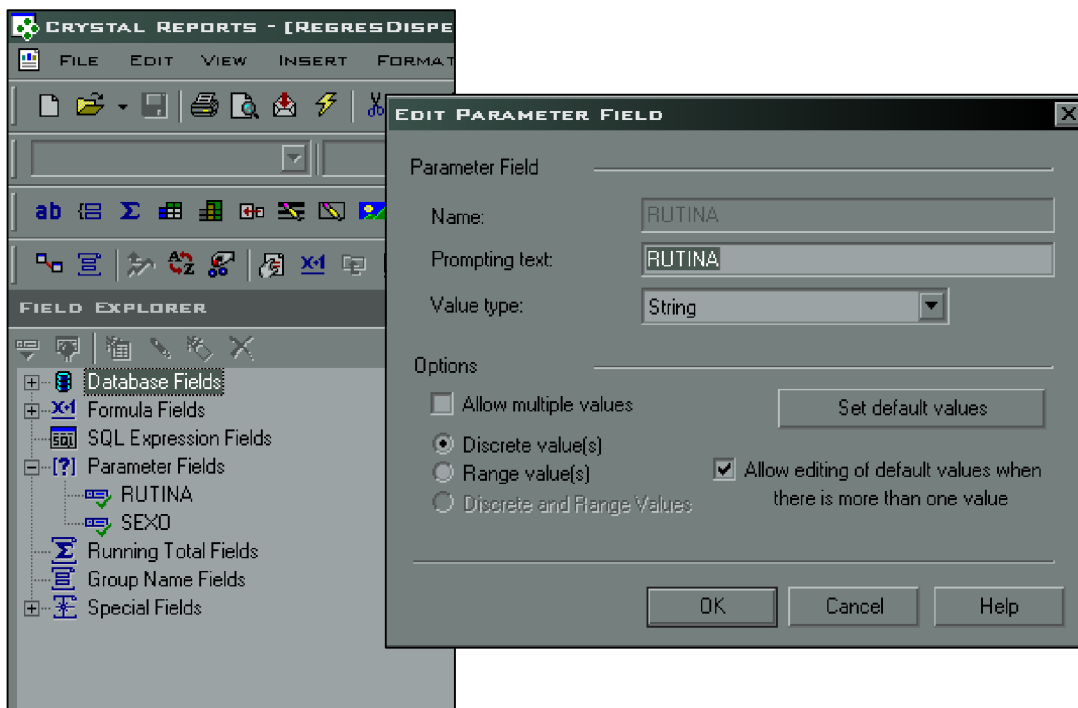 Crystal Reports - [RegresDispe
File Edit View Insert Format
Field Explorer
Database Fields
Formula Fields
SQL Expression Fields
Parameter Fields
RUTINA
SEXO
Running Total Fields
Group Name Fields
Special Fields
Edit Parameter Field
Parameter Field
Name: RUTINA
Prompting text: RUTINA
Value type: String
Options
Allow multiple values
Set default values
Discrete value(s)
Range value(s)
Discrete and Range Values
Allow editing of default values when
there is more than one value
OK Cancel Help